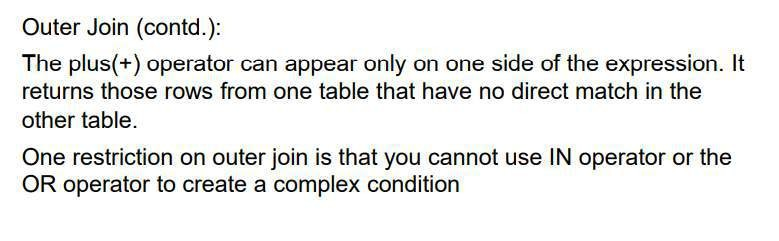 Outer Join (contd.):
The plus(+) operator can appear only on one side of the expression. It
returns those rows from one table that have no direct match in the
other table.
One restriction on outer join is that you cannot use IN operator or the
OR operator to create a complex condition